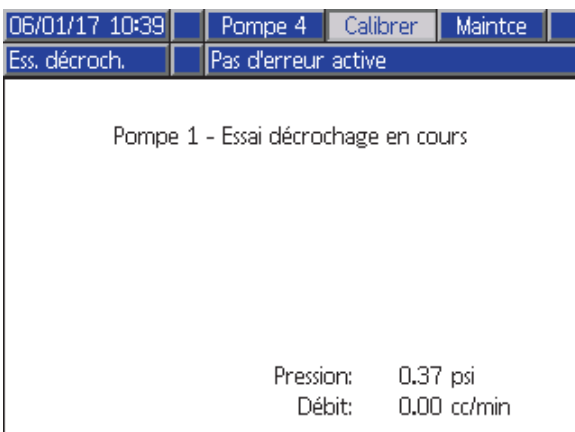 06/01/17 10:39 Pompe 4 Calibrer Maintce
Ess. décroch. Pas d'erreur active
Pompe 1 - Essai décrochage en cours
Pression: 0.37 psi
Débit: 0.00 cc/min